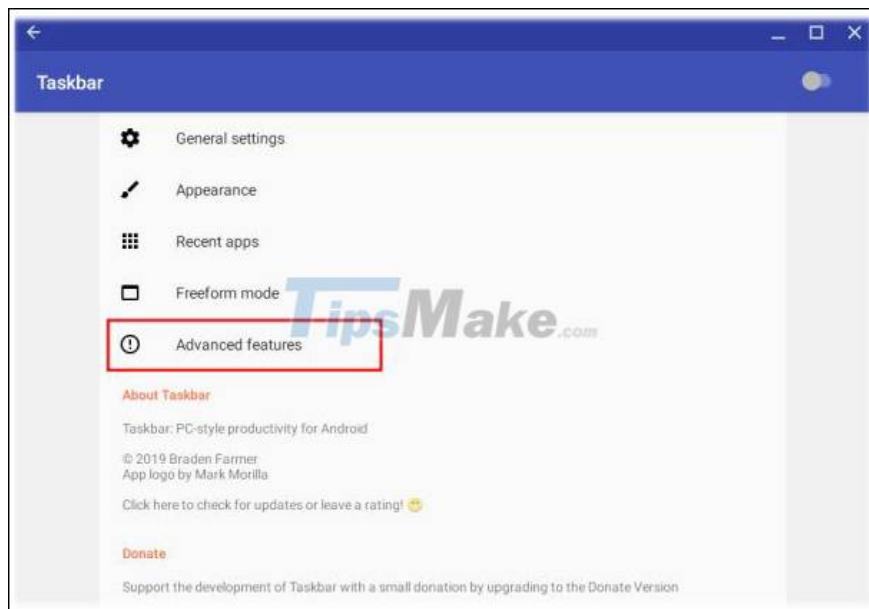 Taskbar
General settings
Appearance
Recent apps
Freeform mode
TipsMake.com
Advanced features
About Taskbar
Taskbar: PC-style productivity for Android
© 2019 Braden Farmer
App logo by Mark Morilla
Click here to check for updates or leave a rating! 😁
Donate
Support the development of Taskbar with a small donation by upgrading to the Donate Version